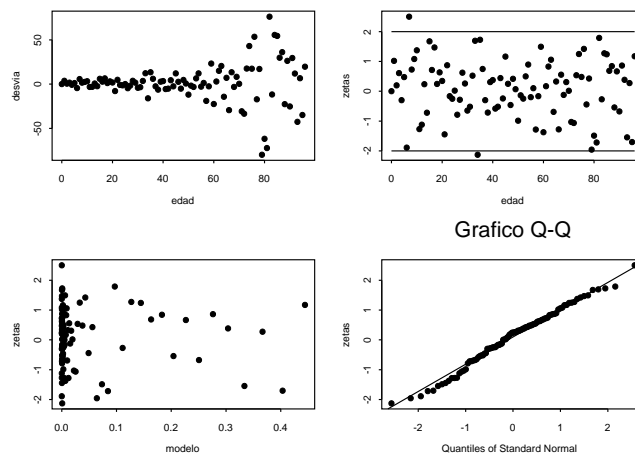 desvia
50
0
-50
0 20 40 60 80
edad
zetas
2
1
0
-1
-2
0 20 40 60 80
edad
zetas
2
1
0
-1
-2
0.0 0.1 0.2 0.3 0.4
modelo
Grafico Q-Q
zetas
2
1
0
-1
-2
-2 -1 0 1 2
Quantiles of Standard Normal